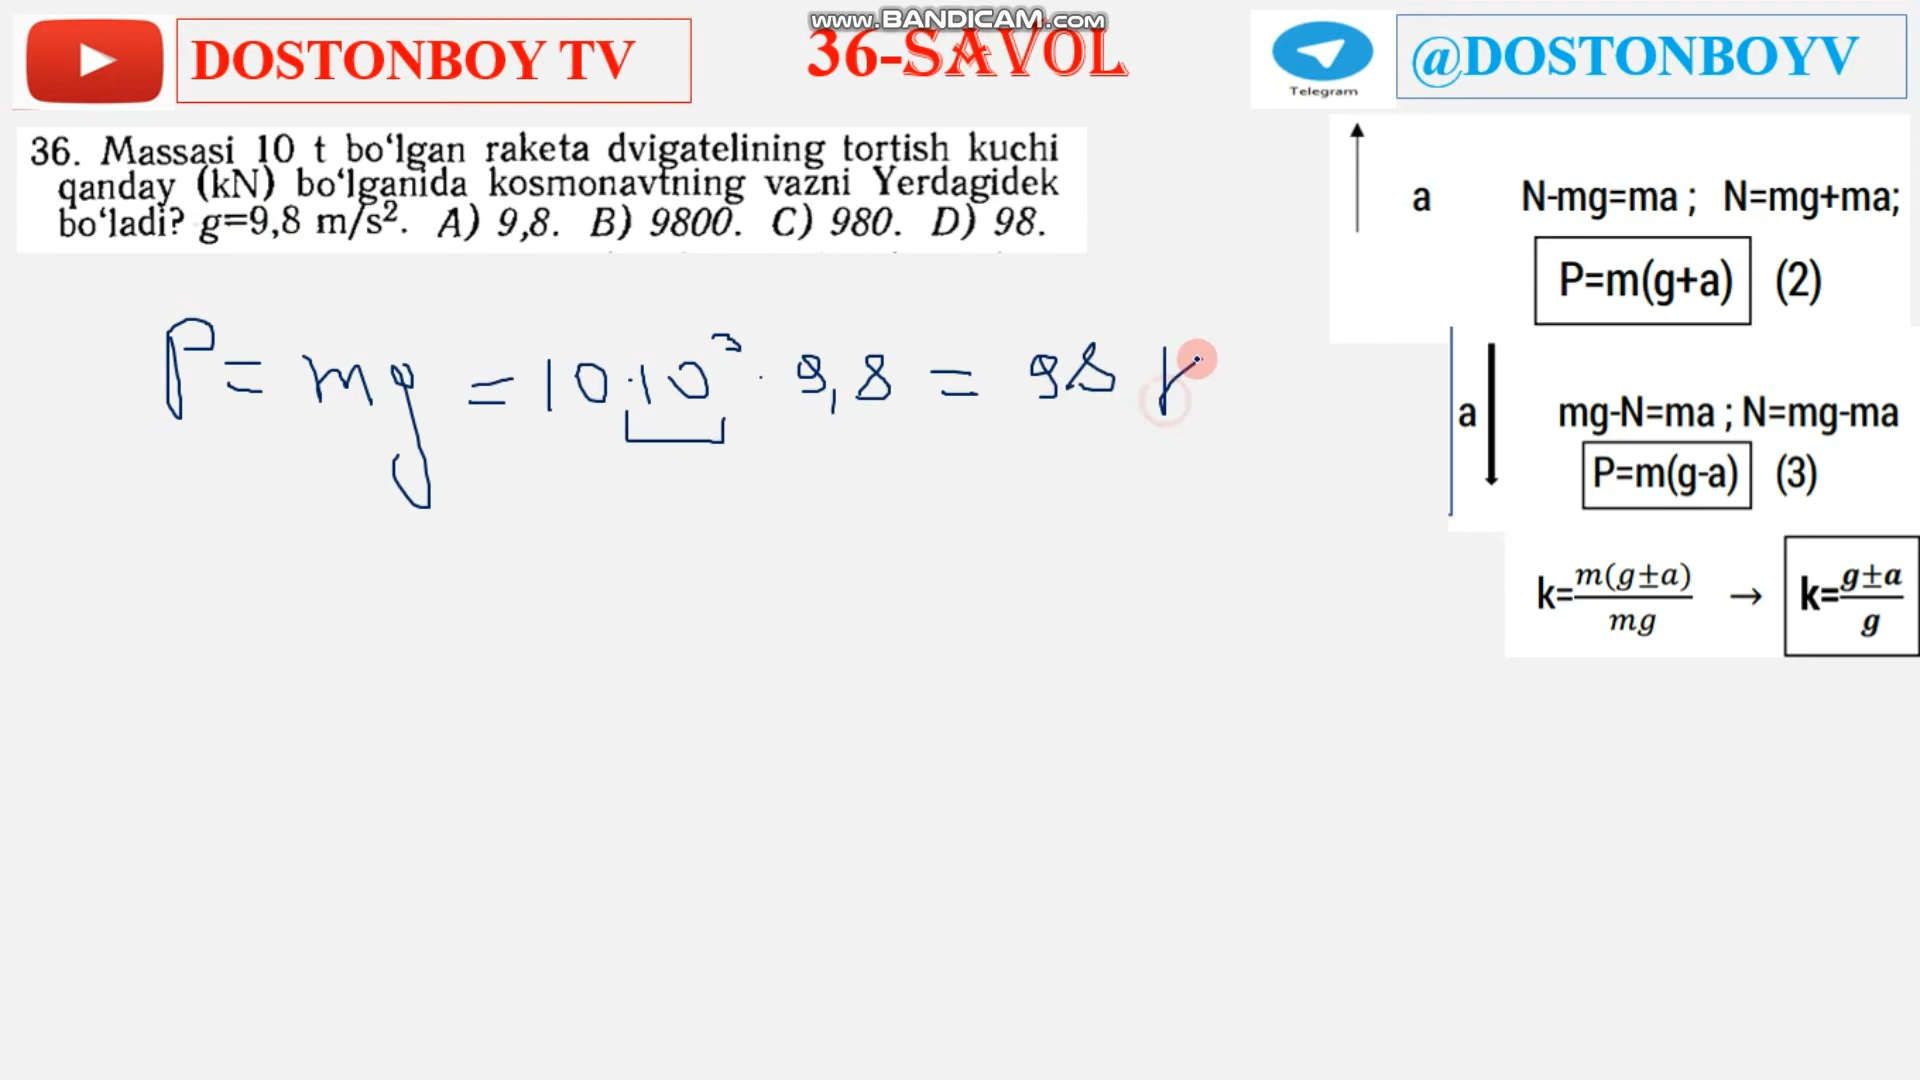 www.BANDICAM.com
DOSTONBOY TV
36-SAVOL
Telegram
@DOSTONBOYV
36. Massasi 10 t bo‘lgan raketa dvigatelining tortish kuchi
qanday (kN) bo‘lganida kosmonavtning vazni Yerdagidek
bo‘ladi? g=9,8 m/s². A) 9,8. B) 9800. C) 980. D) 98.
a N-mg=ma ; N=mg+ma;
P=m(g+a) (2)
P = mg = 10·10³ · 9,8 = 98 k
a mg-N=ma ; N=mg-ma
P=m(g-a) (3)
k=m(g±a)/mg → k=g±a/g